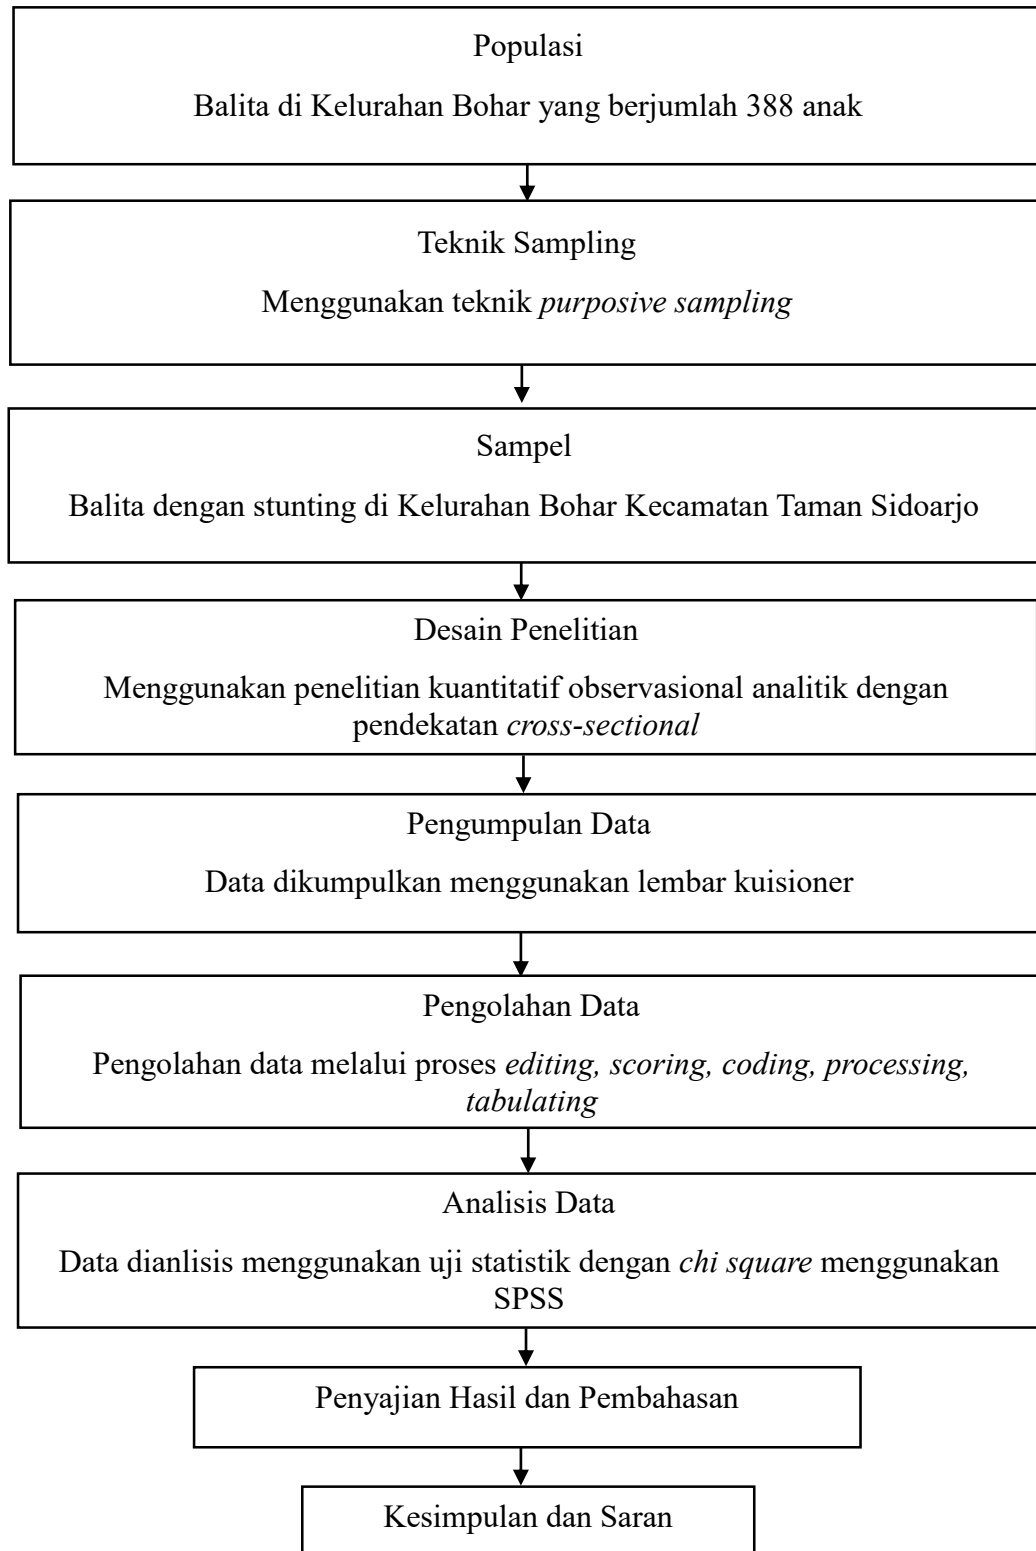 Populasi
Balita di Kelurahan Bohar yang berjumlah 388 anak
Teknik Sampling
Menggunakan teknik purposive sampling
Sampel
Balita dengan stunting di Kelurahan Bohar Kecamatan Taman Sidoarjo
Desain Penelitian
Menggunakan penelitian kuantitatif observasional analitik dengan
pendekatan cross-sectional
Pengumpulan Data
Data dikumpulkan menggunakan lembar kuisioner
Pengolahan Data
Pengolahan data melalui proses editing, scoring, coding, processing,
tabulating
Analisis Data
Data dianlisis menggunakan uji statistik dengan chi square menggunakan
SPSS
Penyajian Hasil dan Pembahasan
Kesimpulan dan Saran